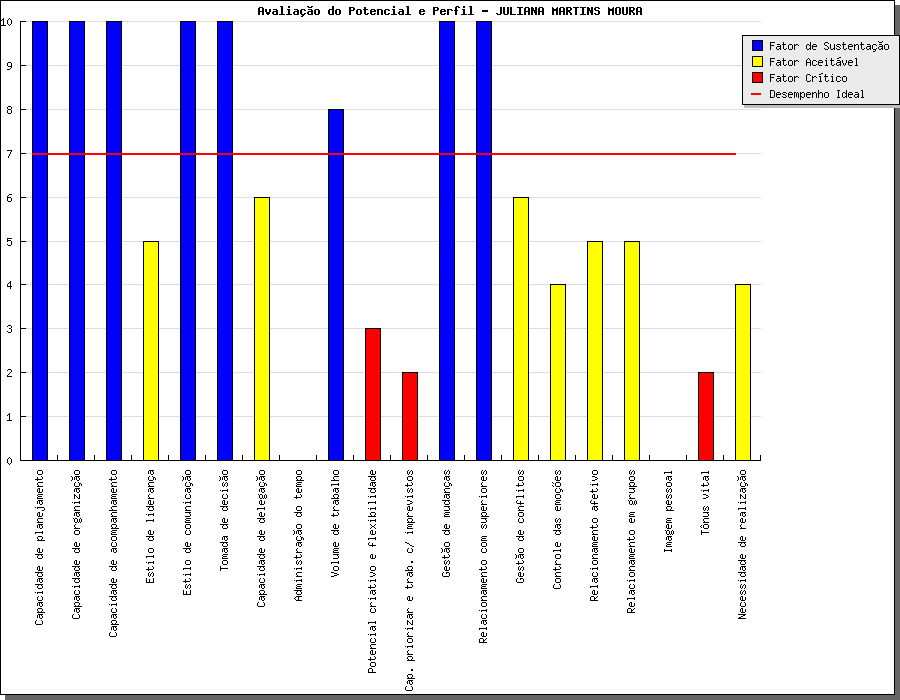 Avaliação do Potencial e Perfil - JULIANA MARTINS MOURA
Fator de Sustentação
Fator Aceitável
Fator Crítico
Desempenho Ideal
10
9
8
7
6
5
4
3
2
1
0
Capacidade de planejamento
Capacidade de organização
Capacidade de acompanhamento
Estilo de liderança
Estilo de comunicação
Tomada de decisão
Capacidade de delegação
Administração do tempo
Volume de trabalho
Potencial criativo e flexibilidade
Cap. priorizar e trab. c/ imprevistos
Gestão de mudanças
Relacionamento com superiores
Gestão de conflitos
Controle das emoções
Relacionamento afetivo
Relacionamento em grupos
Imagem pessoal
Tônus vital
Necessidade de realização